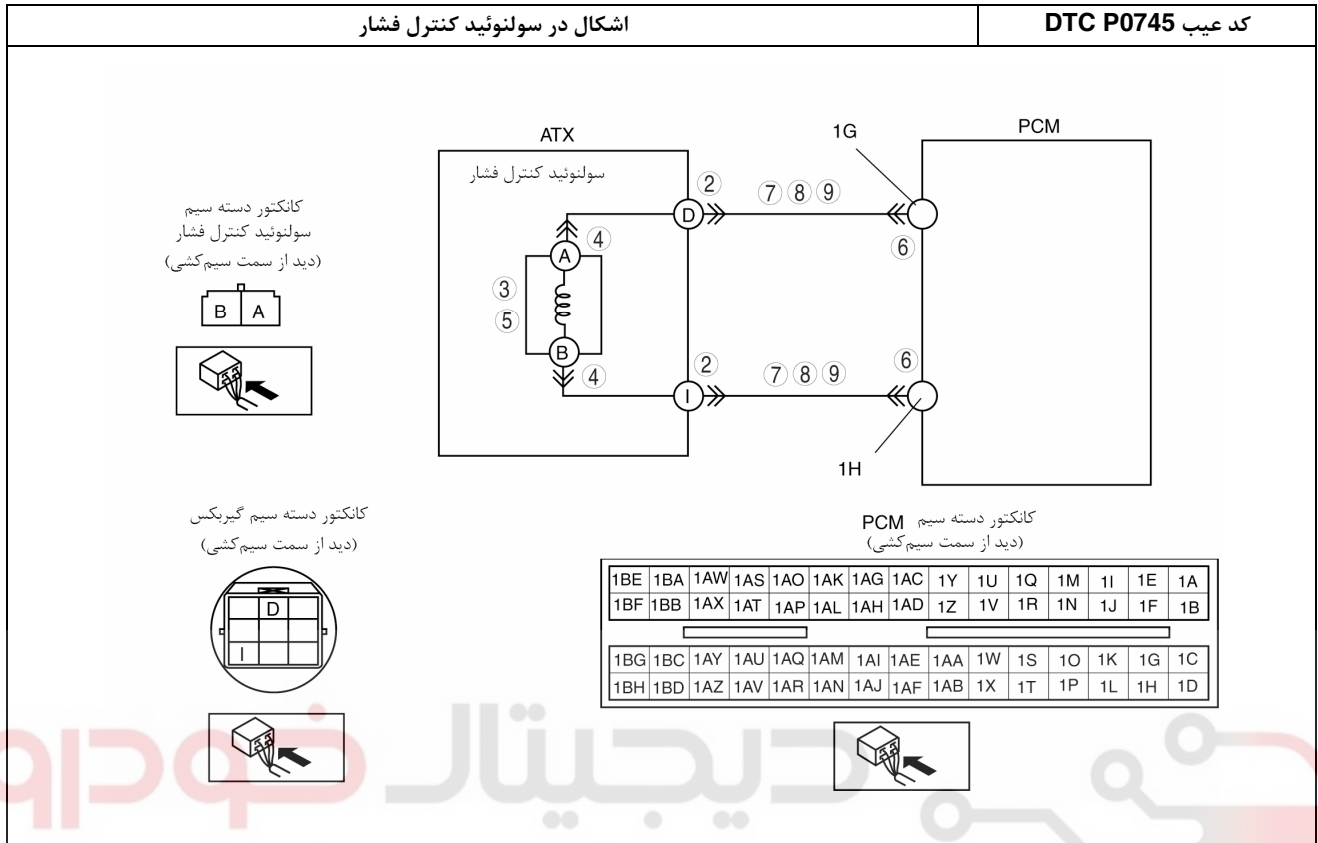 کد عیب DTC P0745
اشکال در سولنوئید کنترل فشار
ATX
1G
PCM
سولنوئید کنترل فشار
کانکتور دسته سیم
سولنوئید کنترل فشار
(دید از سمت سیم‌کشی)
B A
A
B
D
I
2
7 8 9
6
4
3
5
4
2
7 8 9
6
1H
کانکتور دسته سیم گیربکس
(دید از سمت سیم‌کشی)
D
I
کانکتور دسته سیم PCM
(دید از سمت سیم‌کشی)
1BE 1BA 1AW 1AS 1AO 1AK 1AG 1AC 1Y 1U 1Q 1M 1I 1E 1A
1BF 1BB 1AX 1AT 1AP 1AL 1AH 1AD 1Z 1V 1R 1N 1J 1F 1B
1BG 1BC 1AY 1AU 1AQ 1AM 1AI 1AE 1AA 1W 1S 1O 1K 1G 1C
1BH 1BD 1AZ 1AV 1AR 1AN 1AJ 1AF 1AB 1X 1T 1P 1L 1H 1D
دیجیتال خودرو